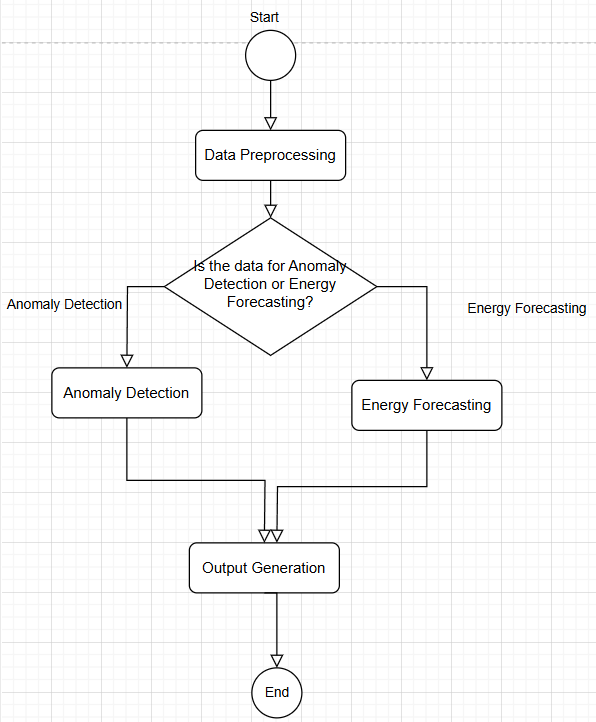 Start
Data Preprocessing
Is the data for Anomaly
Detection or Energy
Forecasting?
Anomaly Detection
Energy Forecasting
Anomaly Detection
Energy Forecasting
Output Generation
End